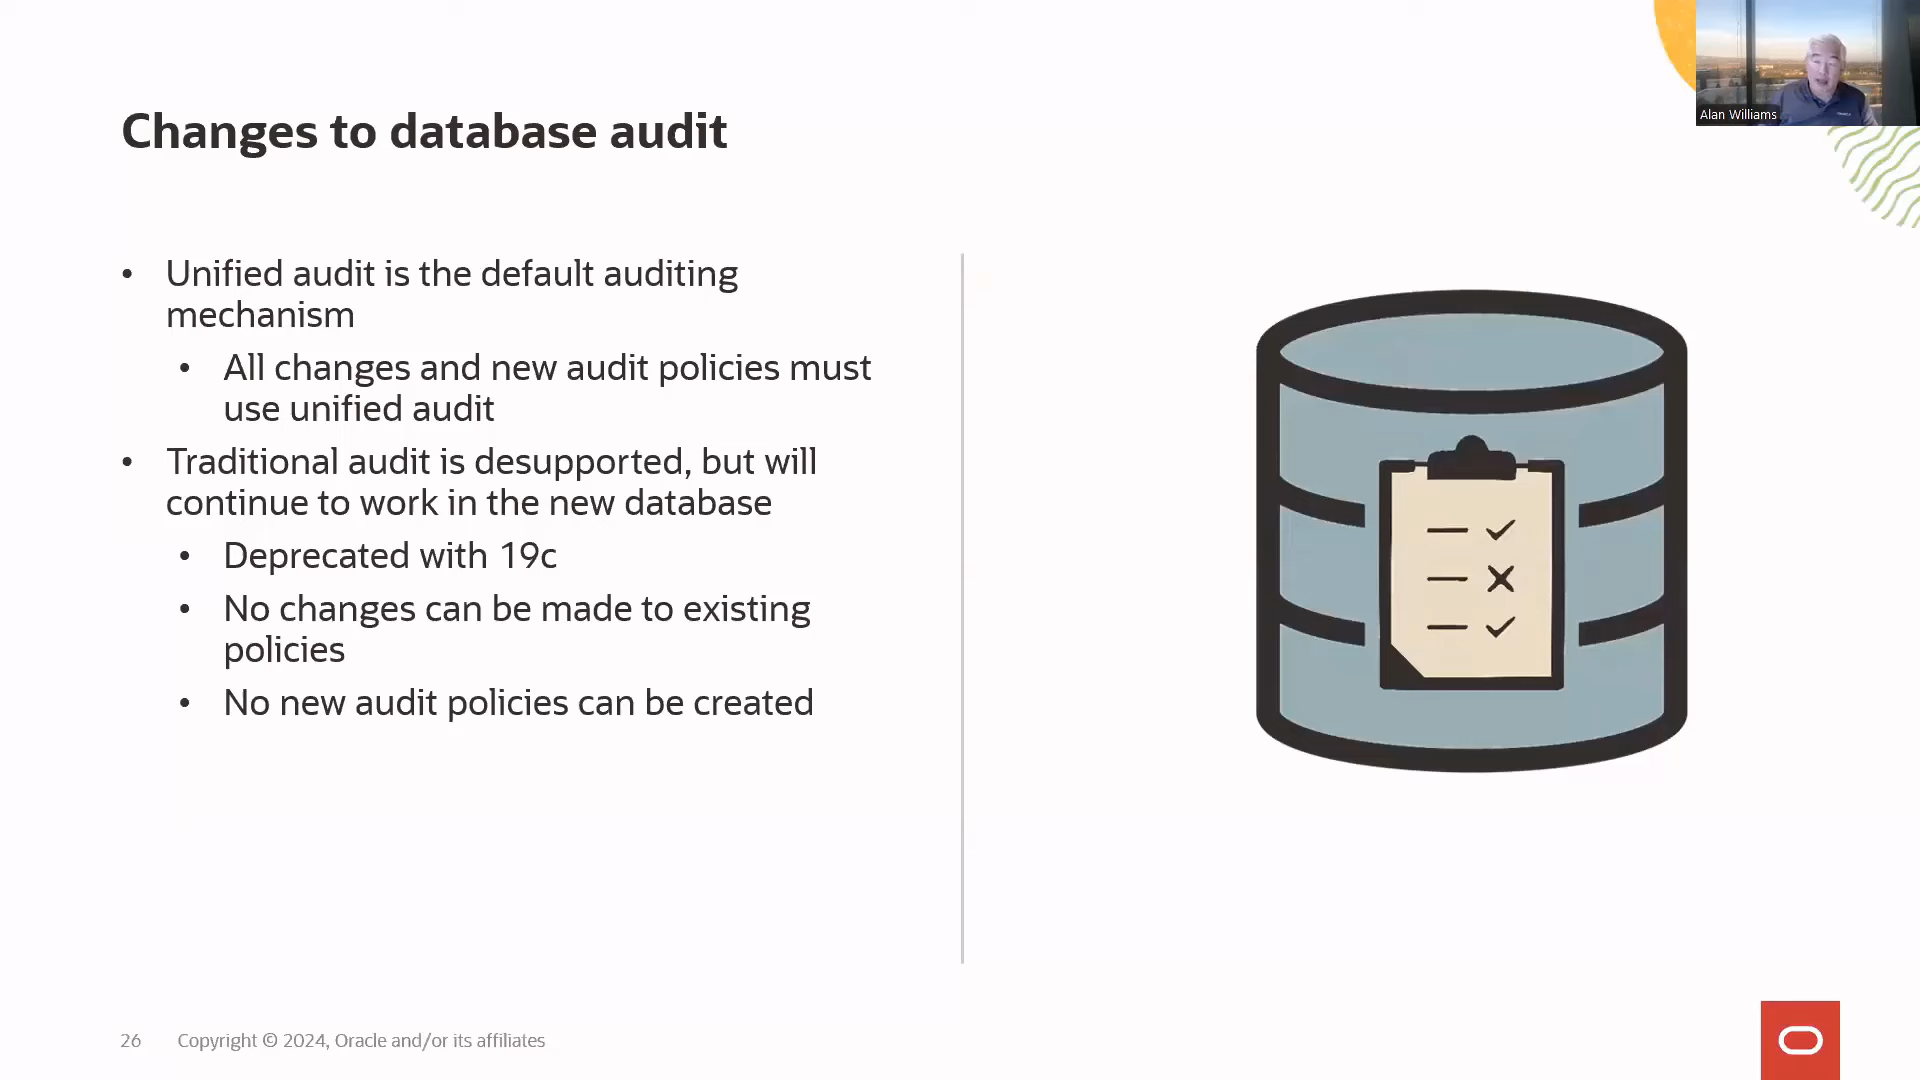 Alan Williams
Changes to database audit
• Unified audit is the default auditing
mechanism
• All changes and new audit policies must
use unified audit
• Traditional audit is desupported, but will
continue to work in the new database
• Deprecated with 19c
• No changes can be made to existing
policies
• No new audit policies can be created
26 Copyright © 2024, Oracle and/or its affiliates